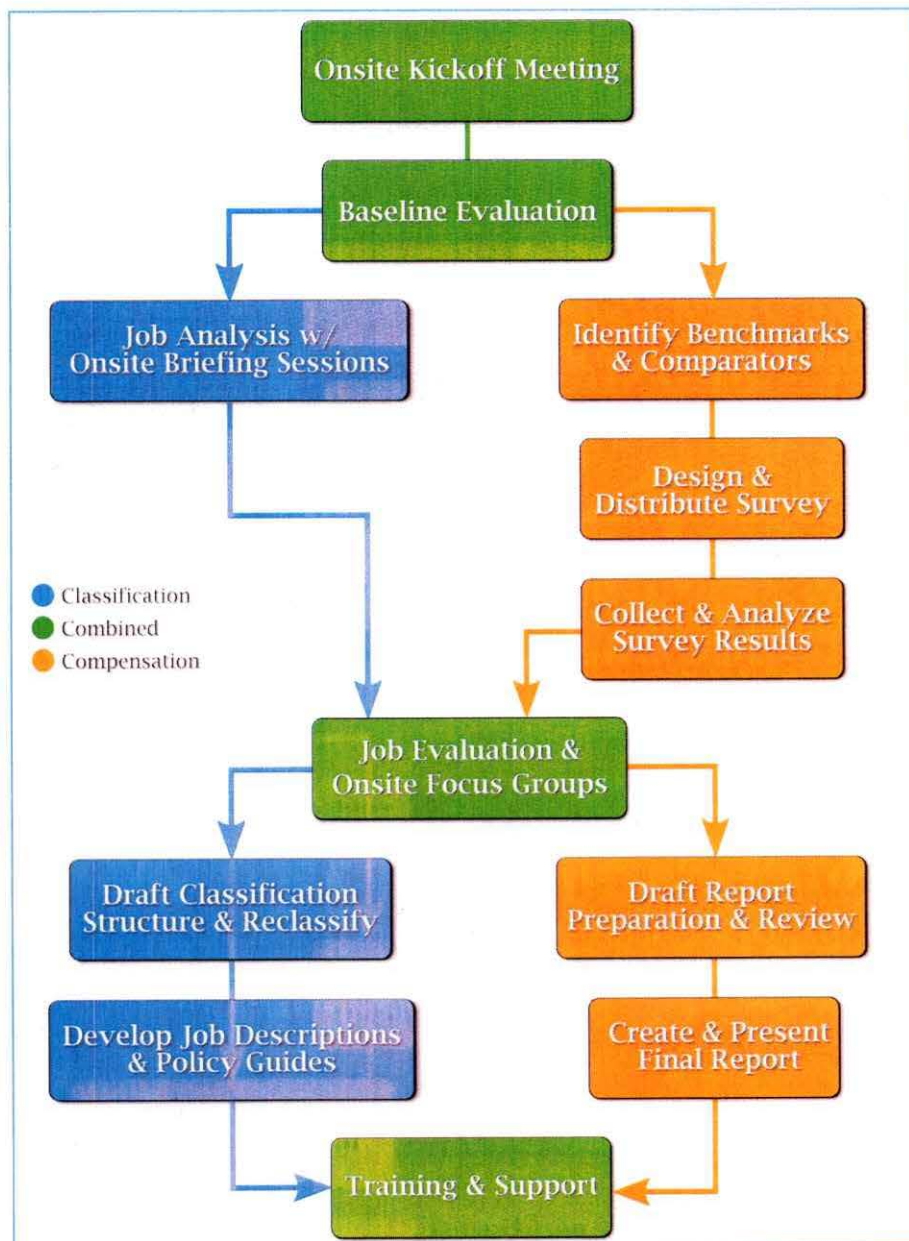 Onsite Kickoff Meeting
Baseline Evaluation
Job Analysis w/
Onsite Briefing Sessions
Identify Benchmarks
& Comparators
Design &
Distribute Survey
Classification
Combined
Compensation
Collect & Analyze
Survey Results
Job Evaluation &
Onsite Focus Groups
Draft Classification
Structure & Reclassify
Draft Report
Preparation & Review
Develop Job Descriptions
& Policy Guides
Create & Present
Final Report
Training & Support